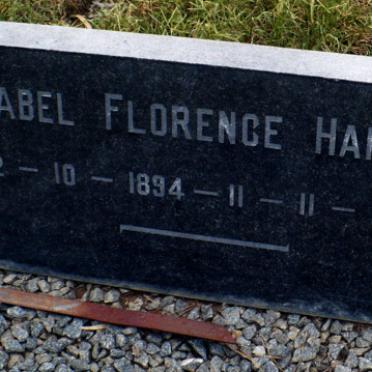 ABEL FLORENCE HA
2 – 10 – 1894 – 11 – 11 –